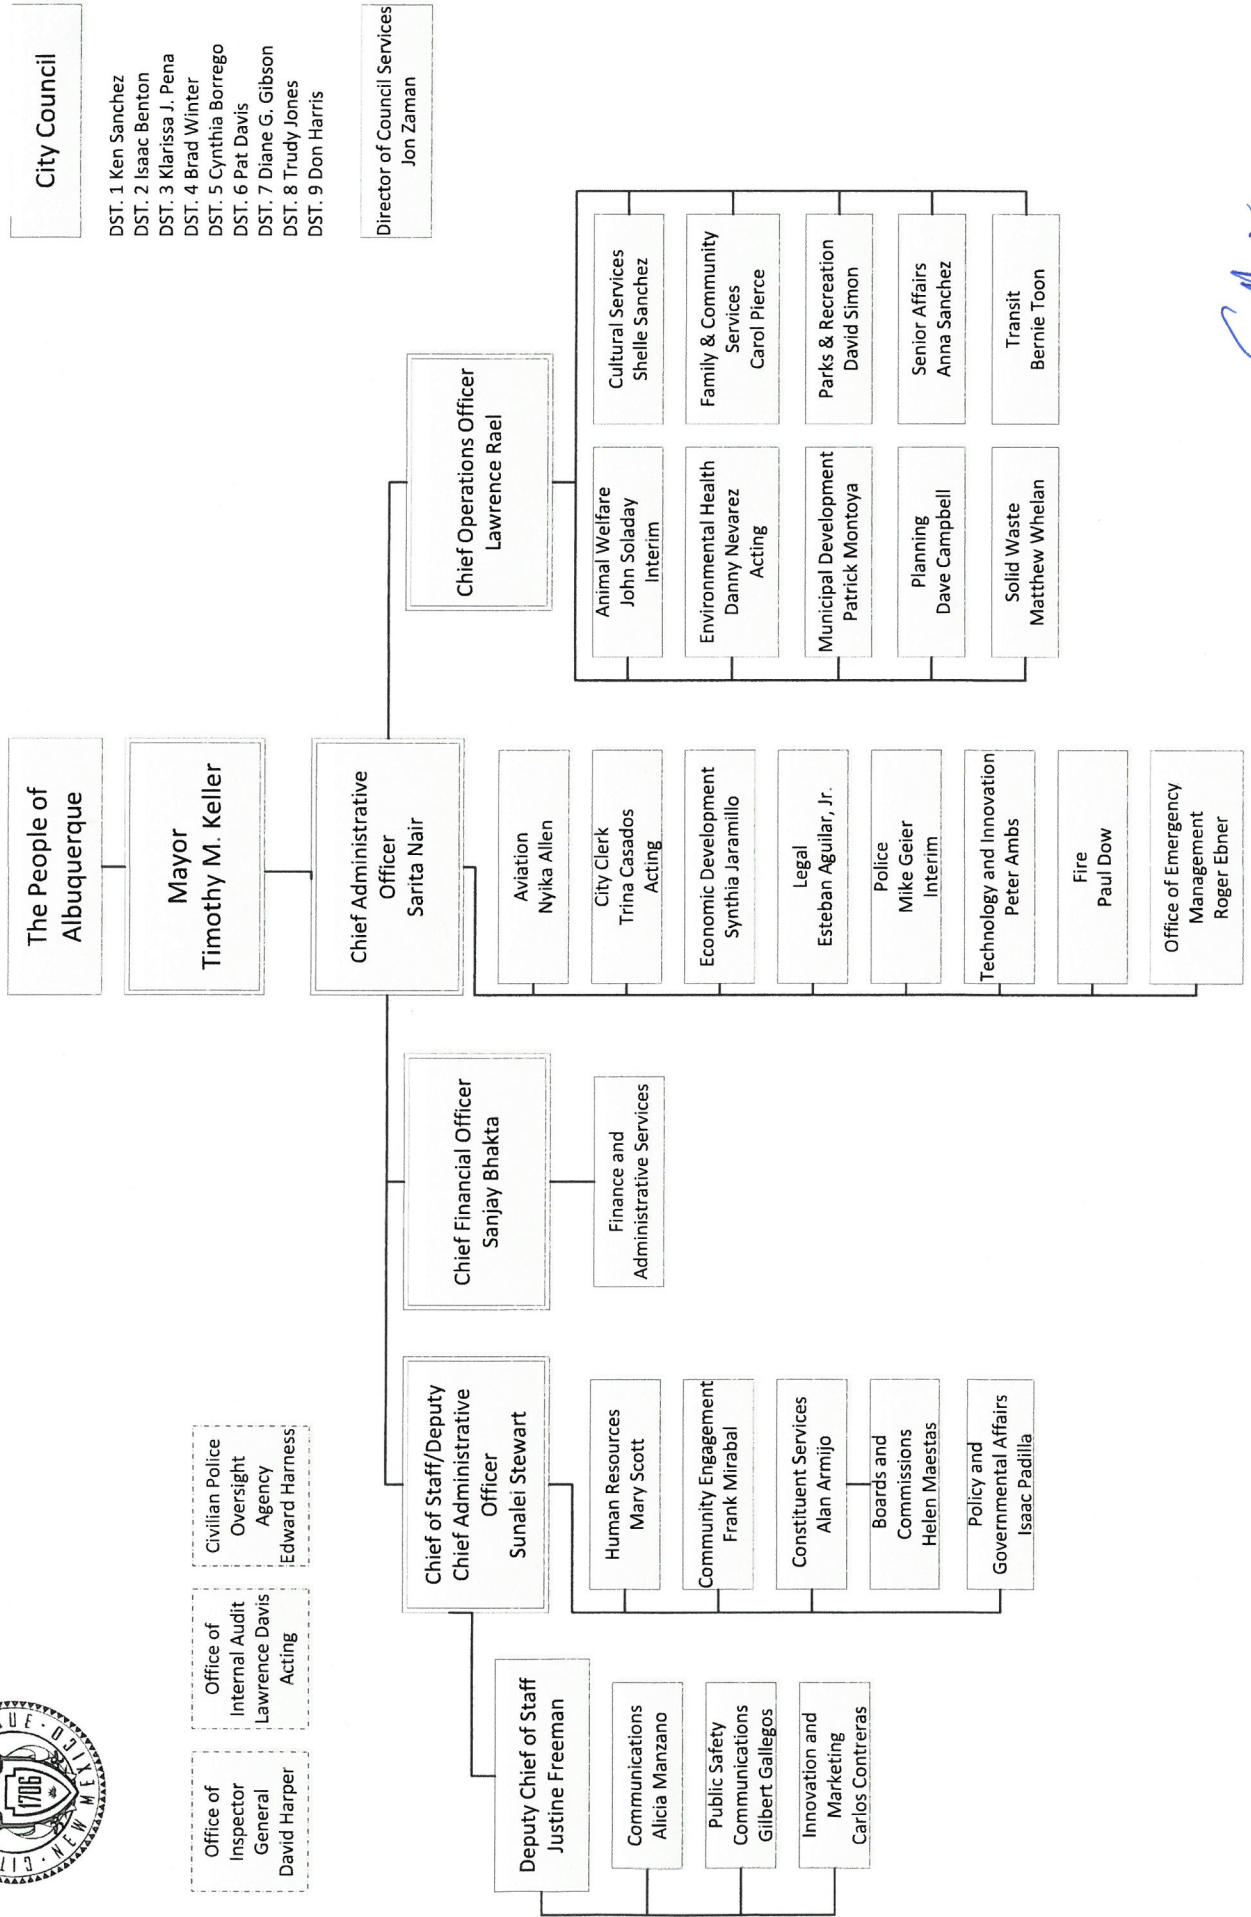 1706
The People of
Albuquerque
Mayor
Timothy M. Keller
Chief Administrative
Officer
Sarita Nair
City Council
DST. 1 Ken Sanchez
DST. 2 Isaac Benton
DST. 3 Klarissa J. Pena
DST. 4 Brad Winter
DST. 5 Cynthia Borrego
DST. 6 Pat Davis
DST. 7 Diane G. Gibson
DST. 8 Trudy Jones
DST. 9 Don Harris
Director of Council Services
Jon Zaman
Office of
Inspector
General
David Harper
Office of
Internal Audit
Lawrence Davis
Acting
Civilian Police
Oversight
Agency
Edward Harness
Chief of Staff/Deputy
Chief Administrative
Officer
Sunalei Stewart
Chief Financial Officer
Sanjay Bhakta
Chief Operations Officer
Lawrence Rael
Deputy Chief of Staff
Justine Freeman
Communications
Alicia Manzano
Public Safety
Communications
Gilbert Gallegos
Innovation and
Marketing
Carlos Contreras
Human Resources
Mary Scott
Community Engagement
Frank Mirabal
Constituent Services
Alan Armijo
Boards and
Commissions
Helen Maestas
Policy and
Governmental Affairs
Isaac Padilla
Finance and
Administrative Services
Aviation
Nyika Allen
City Clerk
Trina Casados
Acting
Economic Development
Synthia Jaramillo
Legal
Esteban Aguilar, Jr.
Police
Mike Geier
Interim
Technology and Innovation
Peter Ambs
Fire
Paul Dow
Office of Emergency
Management
Roger Ebner
Animal Welfare
John Soladay
Interim
Environmental Health
Danny Nevarez
Acting
Municipal Development
Patrick Montoya
Planning
Dave Campbell
Solid Waste
Matthew Whelan
Cultural Services
Shelle Sanchez
Family & Community
Services
Carol Pierce
Parks & Recreation
David Simon
Senior Affairs
Anna Sanchez
Transit
Bernie Toon